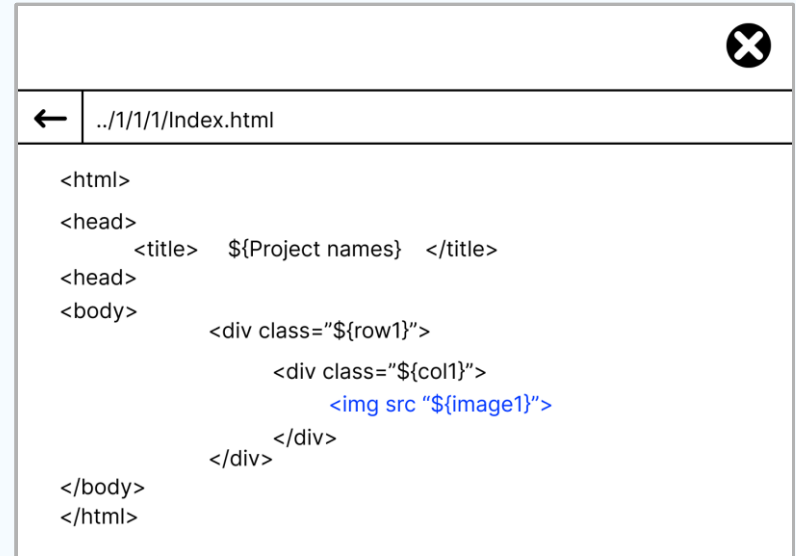 ../1/1/1/Index.html
<html>
<head>
<title> ${Project names} </title>
<head>
<body>
<div class=”${row1}”>
<div class=”${col1}”>
<img src “${image1}”>
</div>
</div>
</body>
</html>